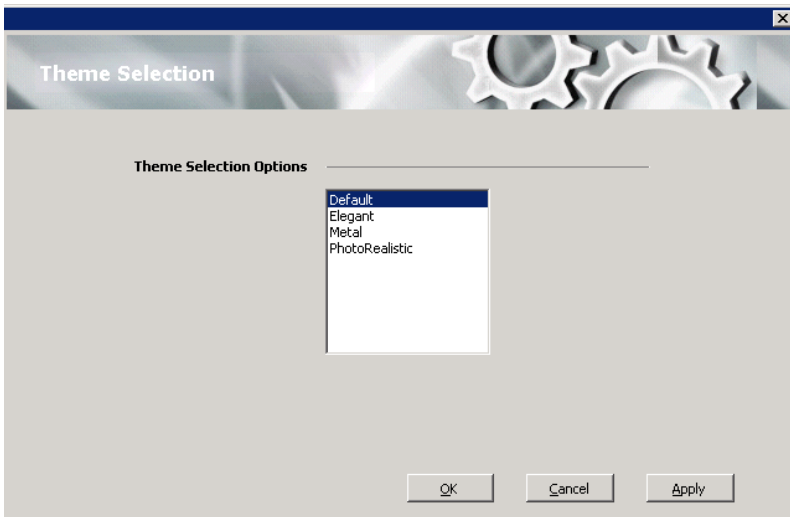 Theme Selection
Theme Selection Options
Default
Elegant
Metal
PhotoRealistic
OK
Cancel
Apply